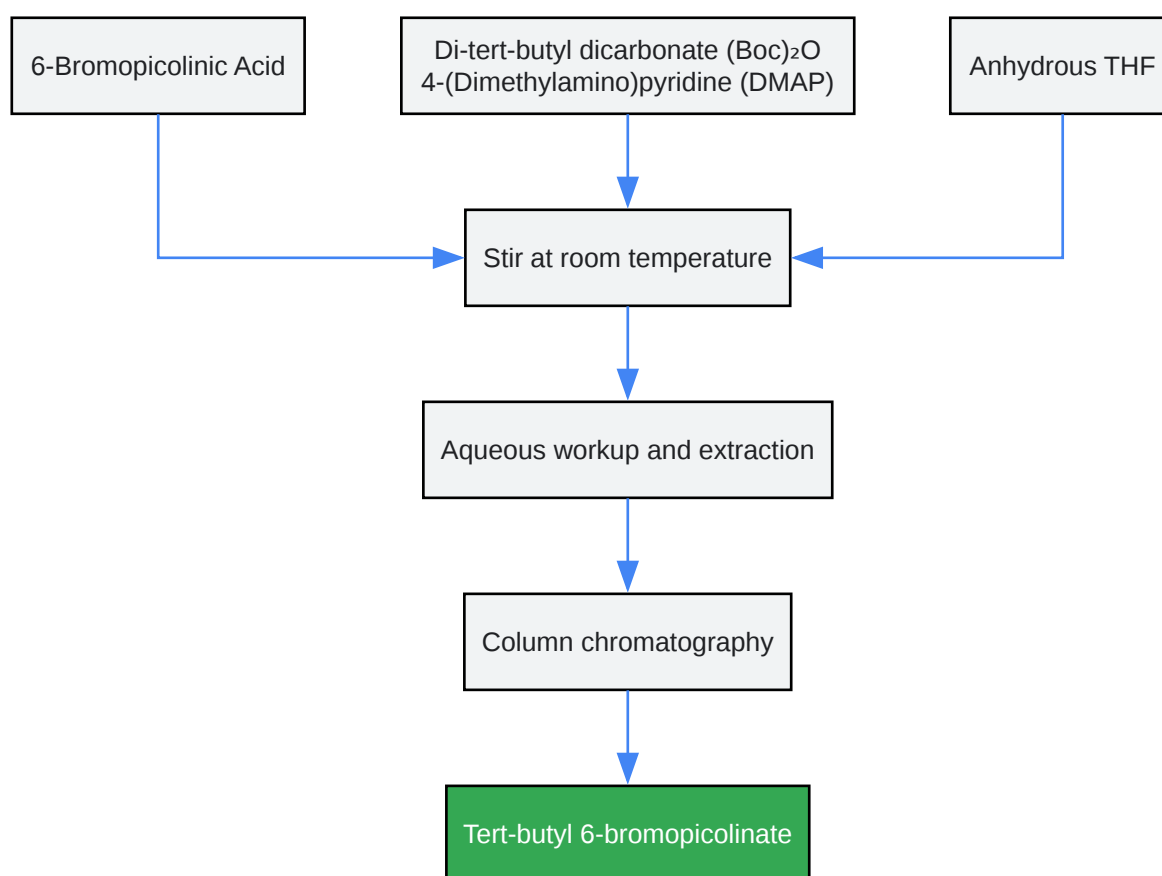 6-Bromopicolinic Acid
Di-tert-butyl dicarbonate (Boc)₂O
4-(Dimethylamino)pyridine (DMAP)
Anhydrous THF
Stir at room temperature
Aqueous workup and extraction
Column chromatography
Tert-butyl 6-bromopicolinate